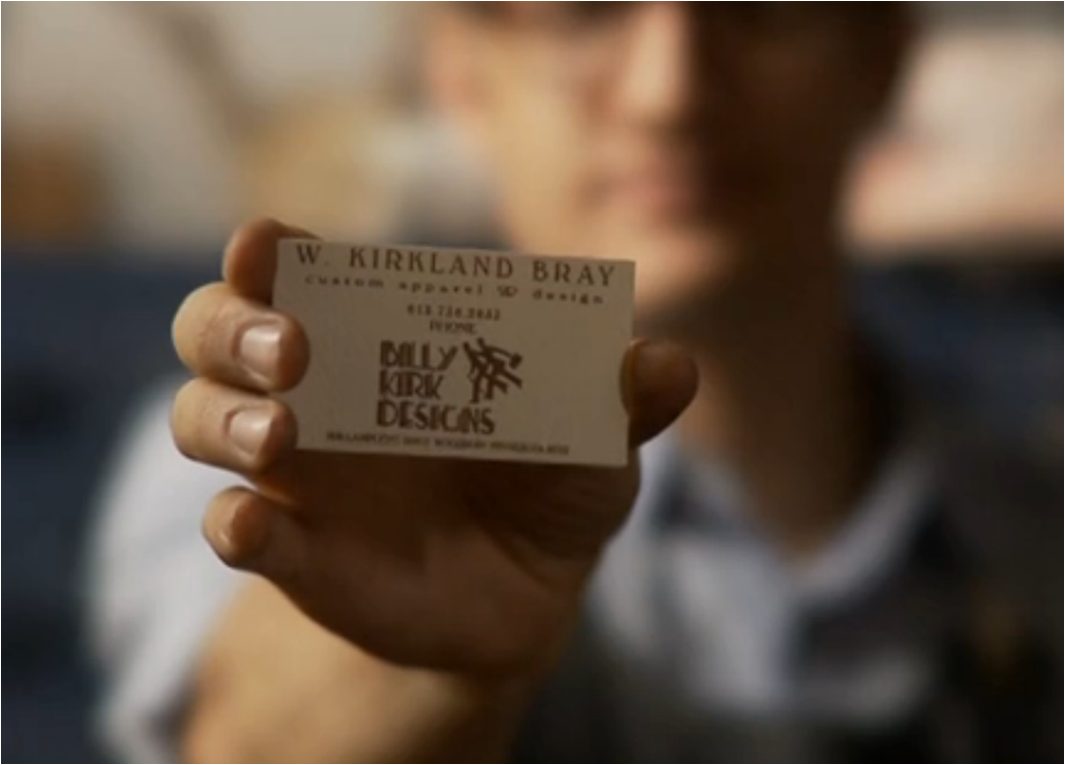 W. KIRKLAND BRAY
custom apparel & design
PHONE
BILLY
KIRK
DESIGNS